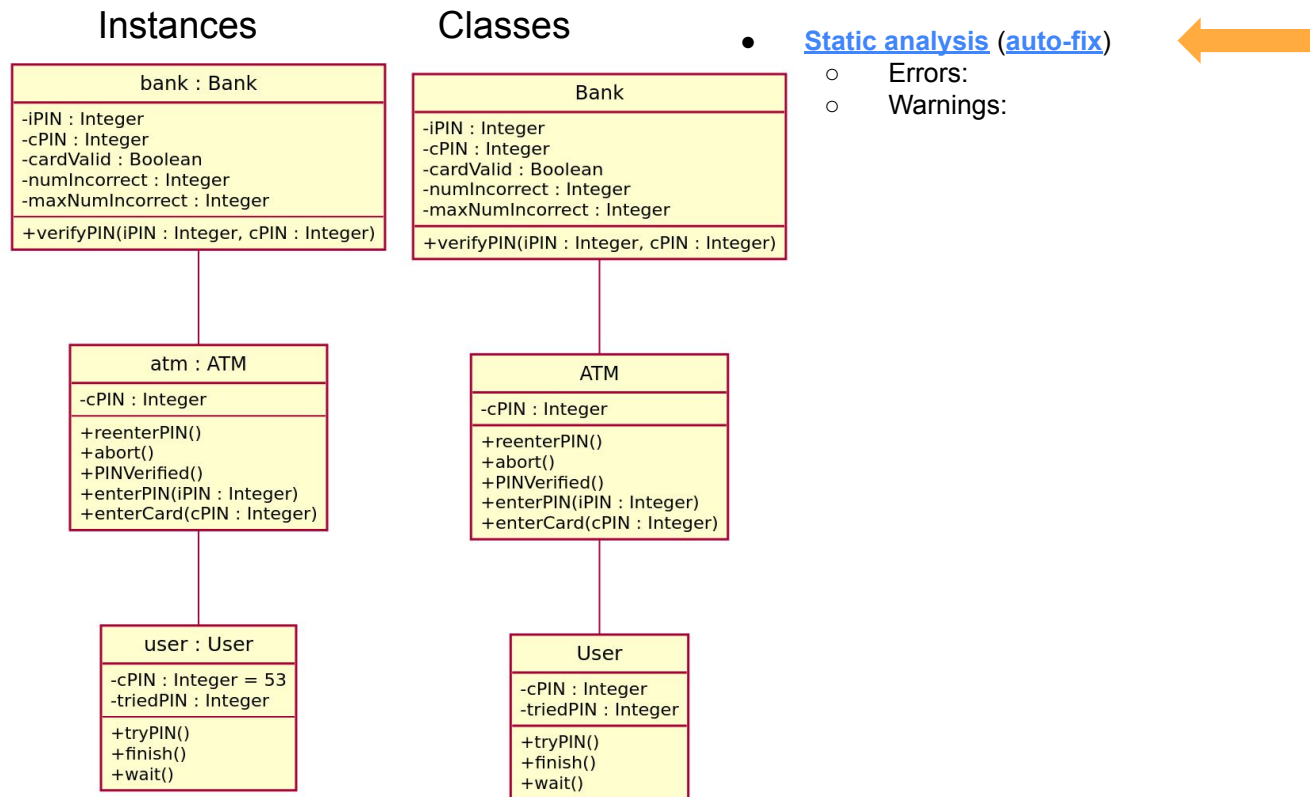 Instances
bank : Bank
-iPIN : Integer
-cPIN : Integer
-cardValid : Boolean
-numIncorrect : Integer
-maxNumIncorrect : Integer
+verifyPIN(iPIN : Integer, cPIN : Integer)
atm : ATM
-cPIN : Integer
+reenterPIN()
+abort()
+PINVerified()
+enterPIN(iPIN : Integer)
+enterCard(cPIN : Integer)
user : User
-cPIN : Integer = 53
-triedPIN : Integer
+tryPIN()
+finish()
+wait()
Classes
Bank
-iPIN : Integer
-cPIN : Integer
-cardValid : Boolean
-numIncorrect : Integer
-maxNumIncorrect : Integer
+verifyPIN(iPIN : Integer, cPIN : Integer)
ATM
-cPIN : Integer
+reenterPIN()
+abort()
+PINVerified()
+enterPIN(iPIN : Integer)
+enterCard(cPIN : Integer)
User
-cPIN : Integer
-triedPIN : Integer
+tryPIN()
+finish()
+wait()
● Static analysis (auto-fix)
○ Errors:
○ Warnings: